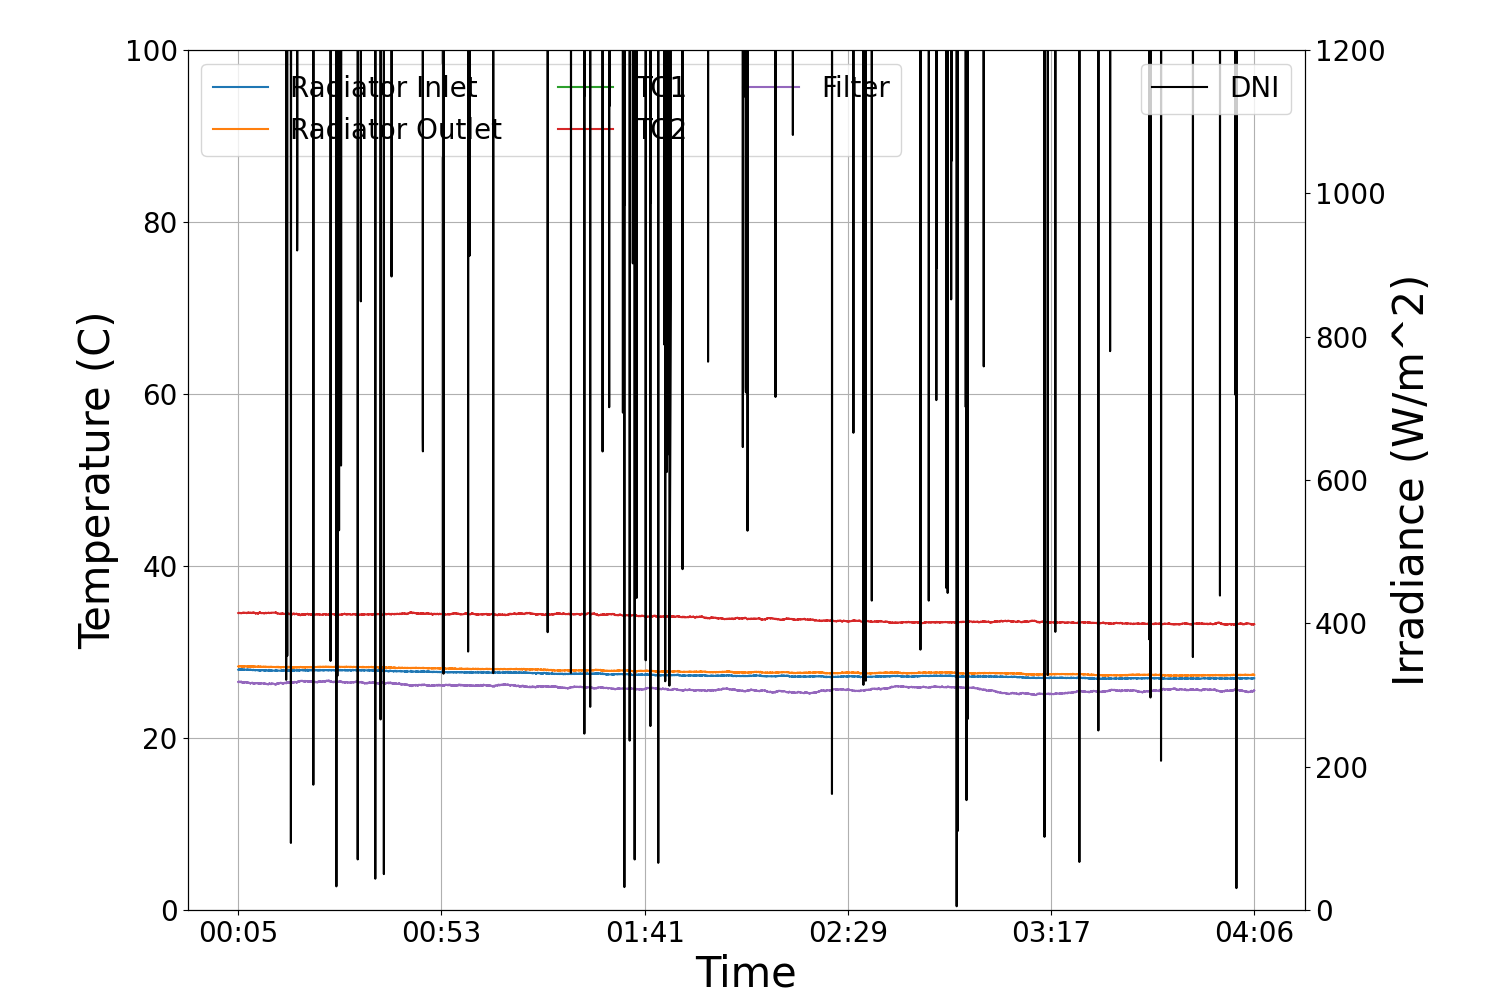 100
80
60
40
20
0
Temperature (C)
Radiator Inlet
Radiator Outlet
TC1
TC2
Filter
DNI
1200
1000
800
600
400
200
0
Irradiance (W/m^2)
00:05 00:53 01:41 02:29 03:17 04:06
Time